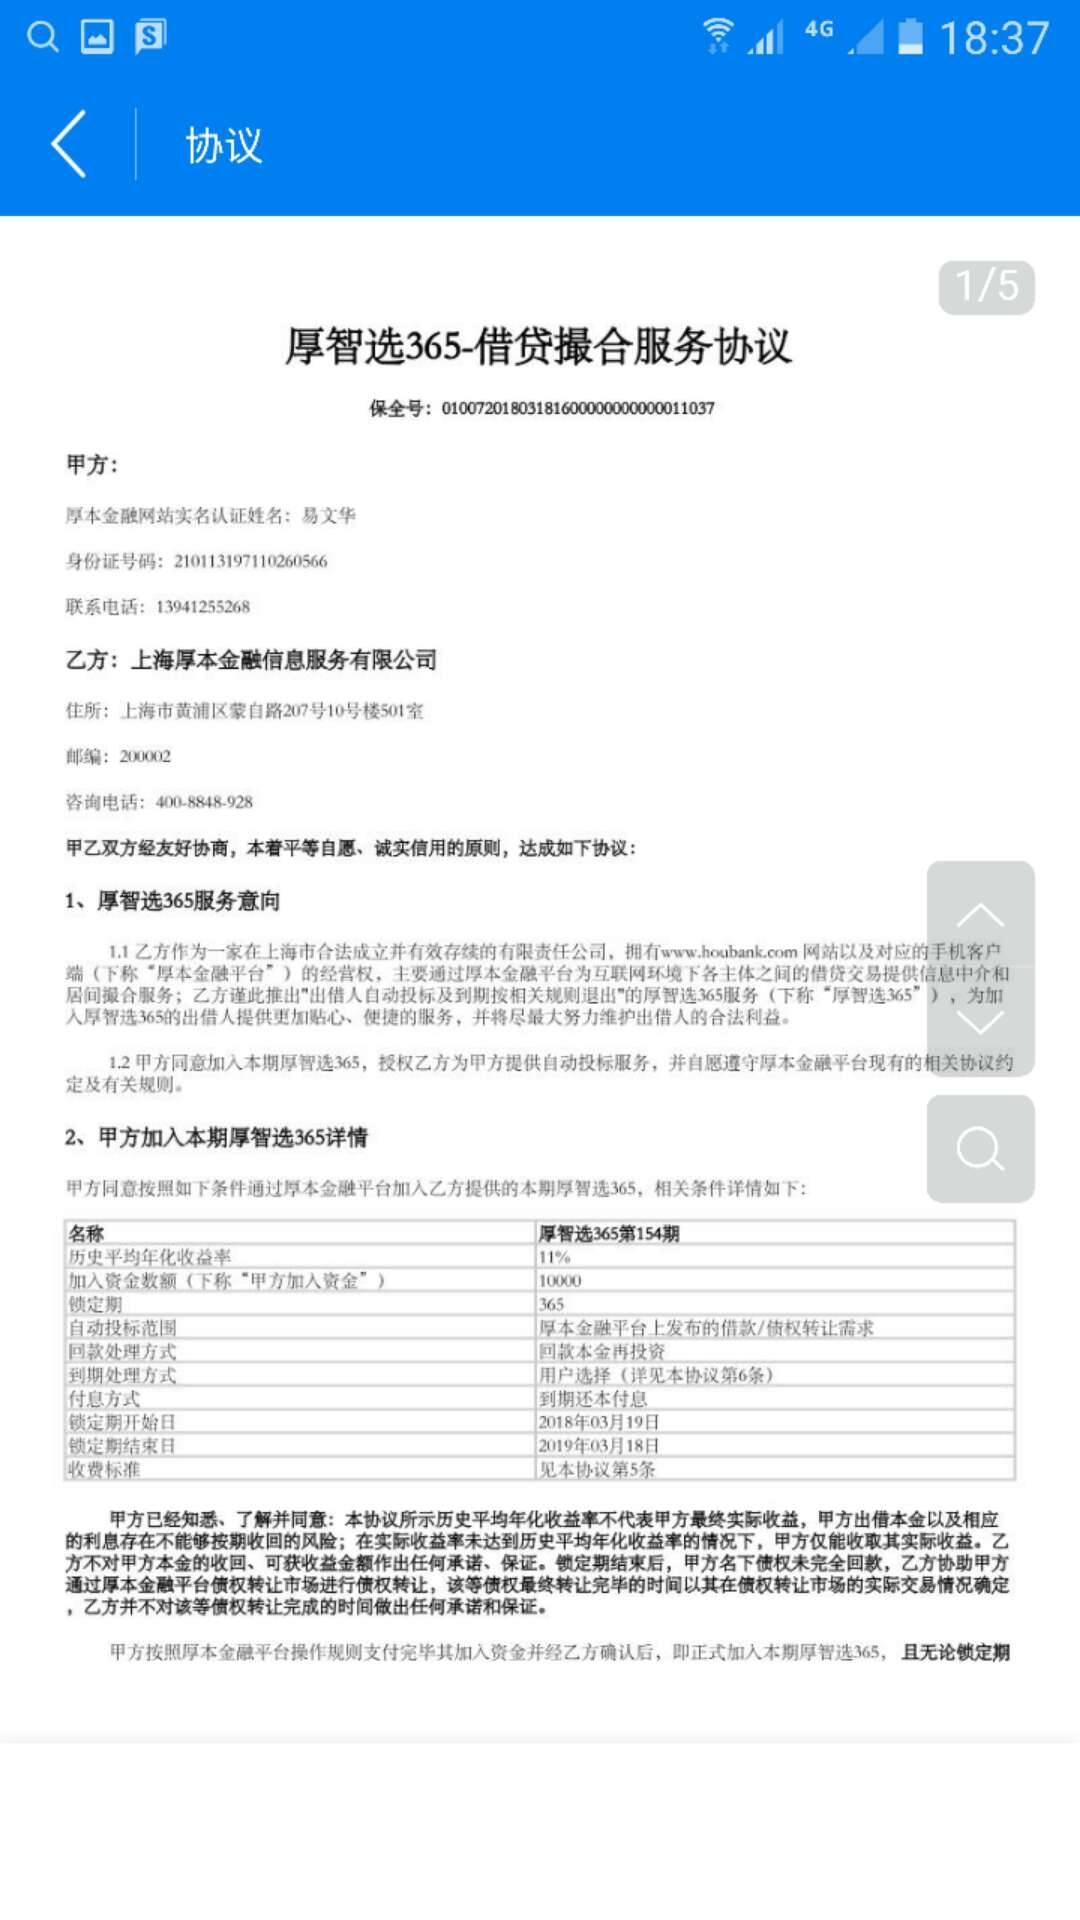 4G 18:37
协议
1/5
厚智选365-借贷撮合服务协议
保全号：0100720180318160000000000011037
甲方：
厚本金融网站实名认证姓名：易文华
身份证号码：210113197110260566
联系电话：13941255268
乙方：上海厚本金融信息服务有限公司
住所：上海市黄浦区蒙自路207号10号楼501室
邮编：200002
咨询电话：400-8848-928
甲乙双方经友好协商，本着平等自愿、诚实信用的原则，达成如下协议：
1、厚智选365服务意向
1.1 乙方作为一家在上海市合法成立并有效存续的有限责任公司，拥有www.houbank.com 网站以及对应的手机客户
端（下称“厚本金融平台”）的经营权，主要通过厚本金融平台为互联网环境下各主体之间的借贷交易提供信息中介和
居间撮合服务；乙方谨此推出"出借人自动投标及到期按相关规则退出"的厚智选365服务（下称“厚智选365”），为加
入厚智选365的出借人提供更加贴心、便捷的服务，并将尽最大努力维护出借人的合法利益。
1.2 甲方同意加入本期厚智选365，授权乙方为甲方提供自动投标服务，并自愿遵守厚本金融平台现有的相关协议约
定及有关规则。
2、甲方加入本期厚智选365详情
甲方同意按照如下条件通过厚本金融平台加入乙方提供的本期厚智选365，相关条件详情如下：
名称 厚智选365第154期
历史平均年化收益率 11%
加入资金数额（下称“甲方加入资金”） 10000
锁定期 365
自动投标范围 厚本金融平台上发布的借款/债权转让需求
回款处理方式 回款本金再投资
到期处理方式 用户选择（详见本协议第6条）
付息方式 到期还本付息
锁定期开始日 2018年03月19日
锁定期结束日 2019年03月18日
收费标准 见本协议第5条
甲方已经知悉、了解并同意：本协议所示历史平均年化收益率不代表甲方最终实际收益，甲方出借本金以及相应
的利息存在不能够按期收回的风险；在实际收益率未达到历史平均年化收益率的情况下，甲方仅能收取其实际收益。乙
方不对甲方本金的收回、可获收益金额作出任何承诺、保证。锁定期结束后，甲方名下债权未完全回款，乙方协助甲方
通过厚本金融平台债权转让市场进行债权转让，该等债权最终转让完毕的时间以其在债权转让市场的实际交易情况确定
，乙方并不对该等债权转让完成的时间做出任何承诺和保证。
甲方按照厚本金融平台操作规则支付完毕其加入资金并经乙方确认后，即正式加入本期厚智选365，且无论锁定期